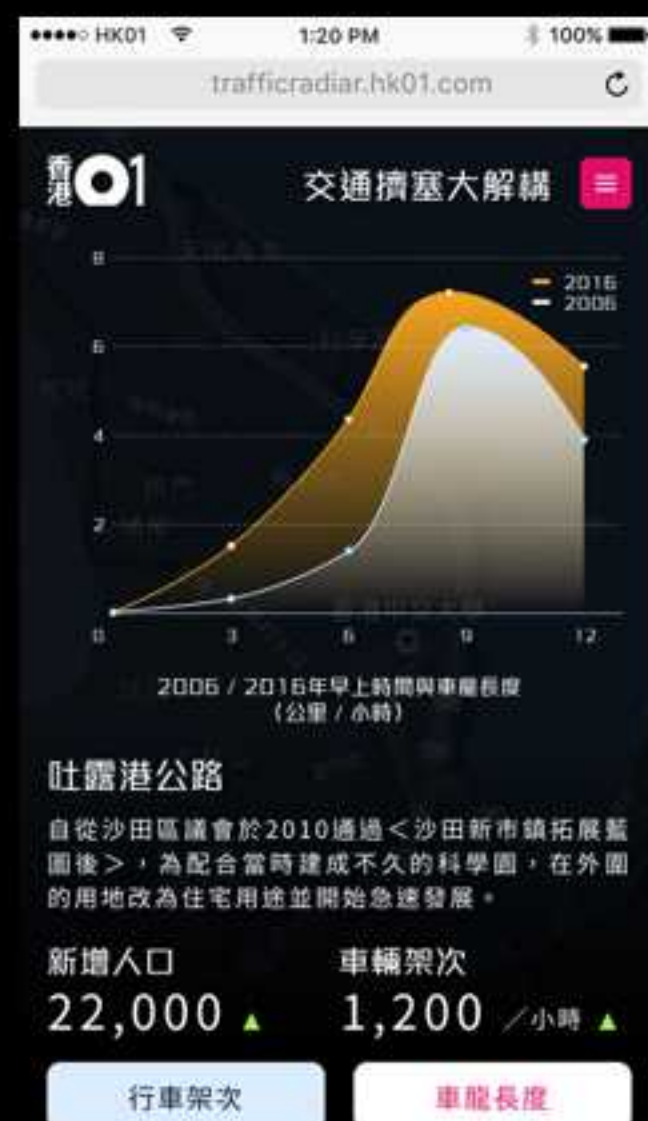 HK01 1:20 PM 100%
trafficradiar.hk01.com
香港01 交通擠塞大解構
8
2016
2006
6
4
2
0 3 6 9 12
2006 / 2016年早上時間與車龍長度
(公里 / 小時)
吐露港公路
自從沙田區議會於2010通過＜沙田新市鎮拓展藍
圖後＞，為配合當時建成不久的科學園，在外圍
的用地改為住宅用途並開始急速發展。
新增人口 車輛架次
22,000 ▲ 1,200 ／小時 ▲
行車架次 車龍長度